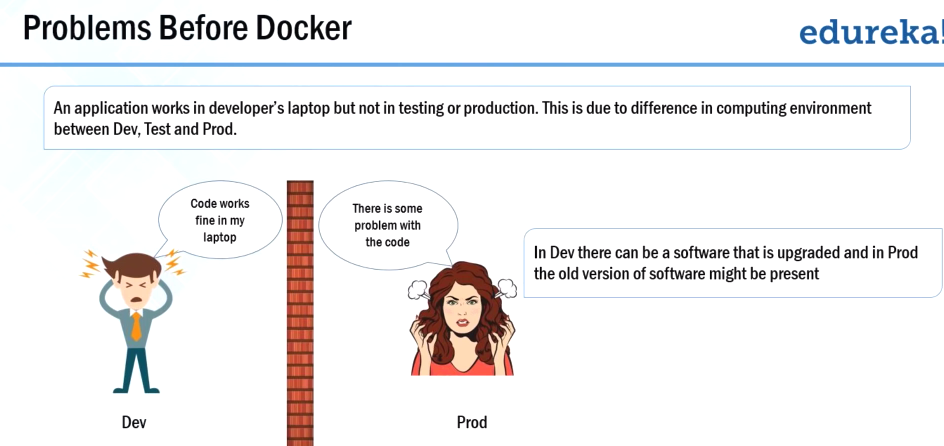 Problems Before Docker
edureka!
An application works in developer's laptop but not in testing or production. This is due to difference in computing environment
between Dev, Test and Prod.
Code works
fine in my
laptop
There is some
problem with
the code
In Dev there can be a software that is upgraded and in Prod
the old version of software might be present
Dev
Prod